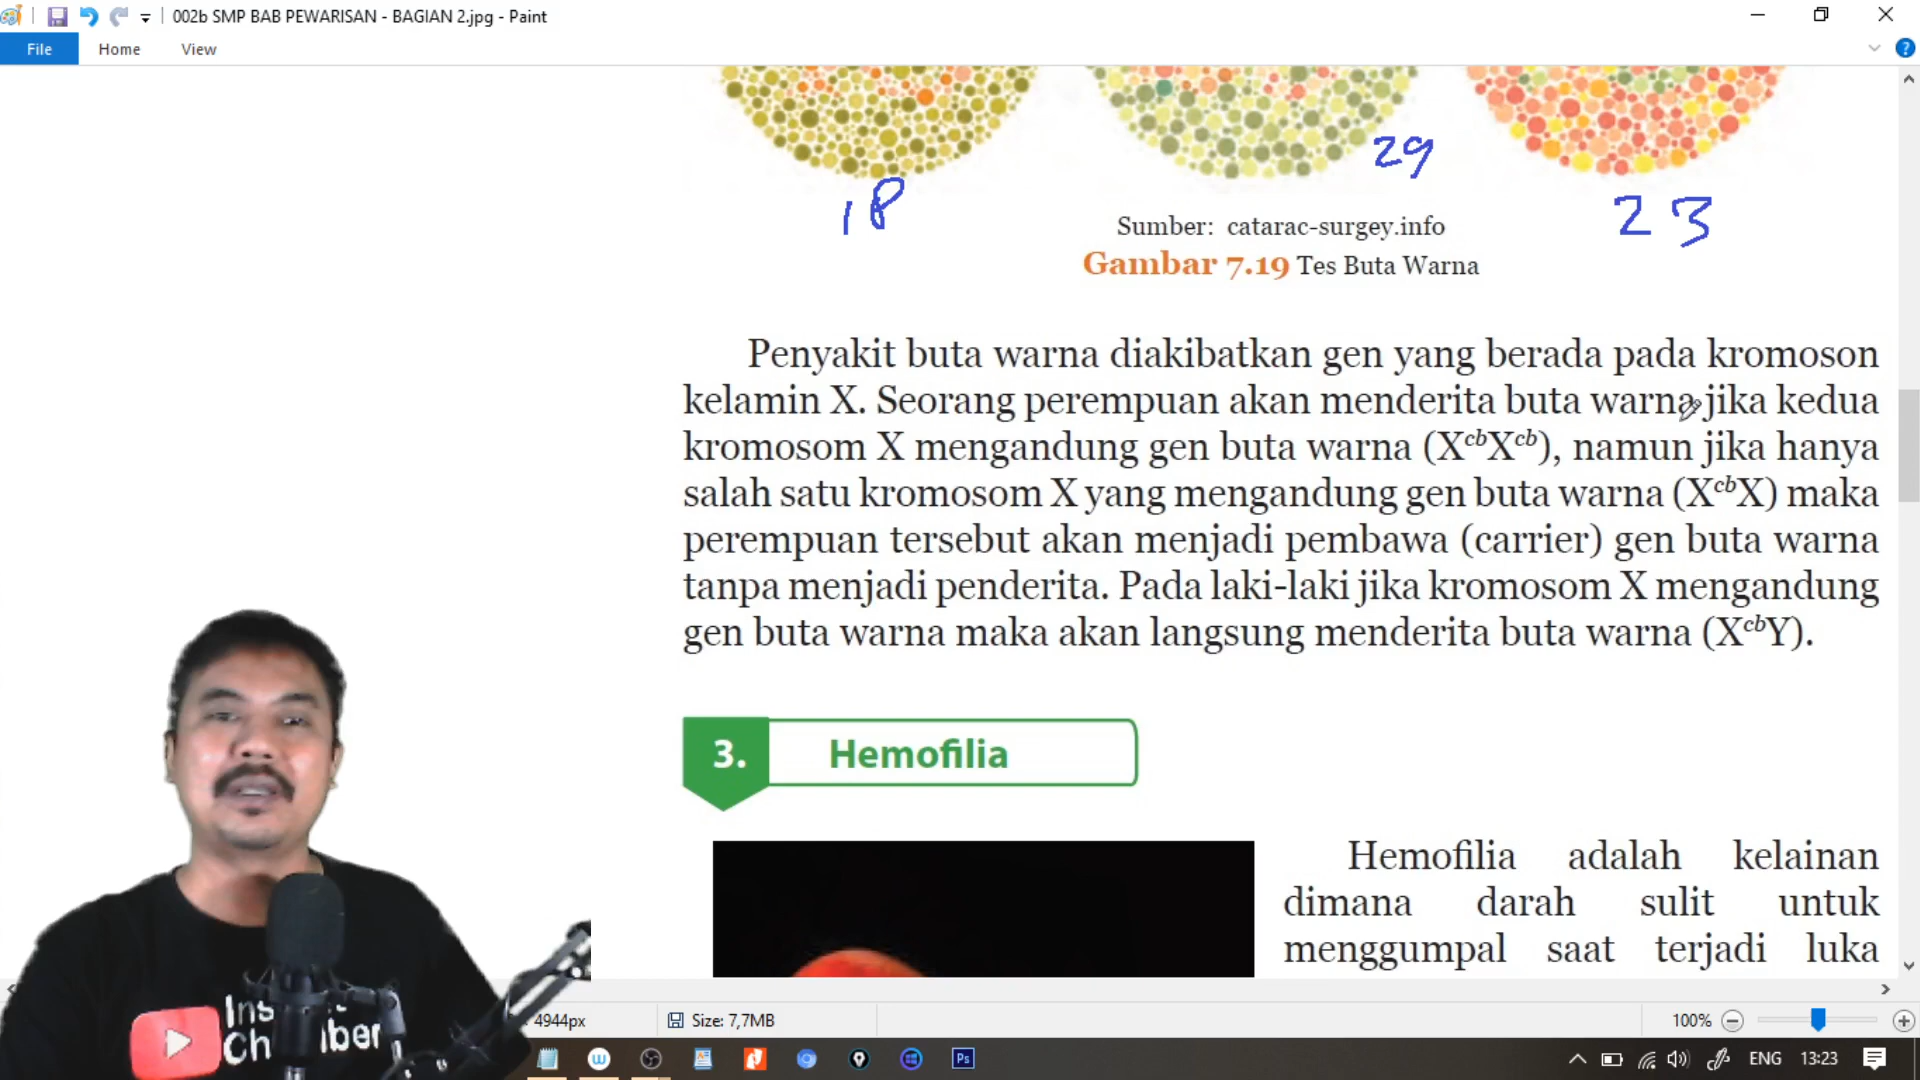 002b SMP BAB PEWARISAN - BAGIAN 2.jpg - Paint
File Home View
18
29
23
Sumber: catarac-surgey.info
Gambar 7.19 Tes Buta Warna
Penyakit buta warna diakibatkan gen yang berada pada kromoson
kelamin X. Seorang perempuan akan menderita buta warna jika kedua
kromosom X mengandung gen buta warna (XᶜᵇXᶜᵇ), namun jika hanya
salah satu kromosom X yang mengandung gen buta warna (XᶜᵇX) maka
perempuan tersebut akan menjadi pembawa (carrier) gen buta warna
tanpa menjadi penderita. Pada laki-laki jika kromosom X mengandung
gen buta warna maka akan langsung menderita buta warna (XᶜᵇY).
3. Hemofilia
Hemofilia adalah kelainan
dimana darah sulit untuk
menggumpal saat terjadi luka
4944px
Size: 7,7MB
100%
Ps
ENG
13:23